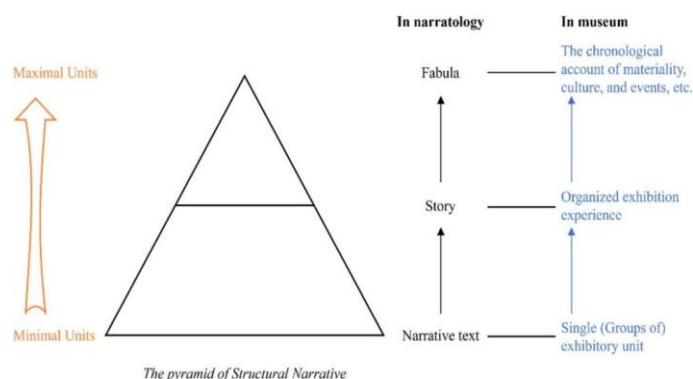 In narratology
In museum
Maximal Units
Fabula
The chronological
account of materiality,
culture, and events, etc.
Story
Organized exhibition
experience
Minimal Units
Narrative text
Single (Groups of)
exhibitory unit
The pyramid of Structural Narrative